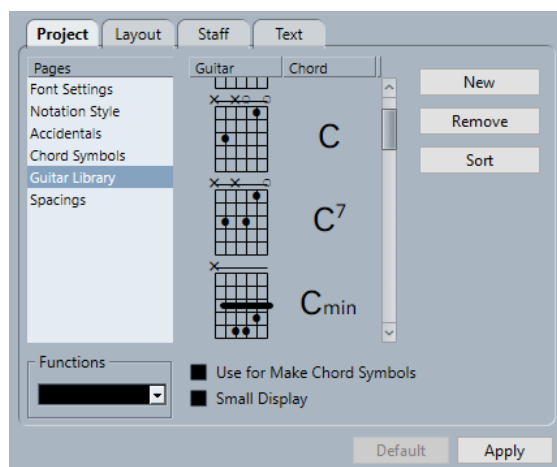 Project Layout Staff Text
Pages Guitar Chord
Font Settings
Notation Style
Accidentals
Chord Symbols
Guitar Library
Spacings
C
C7
Cmin
New
Remove
Sort
Functions
Use for Make Chord Symbols
Small Display
Default Apply